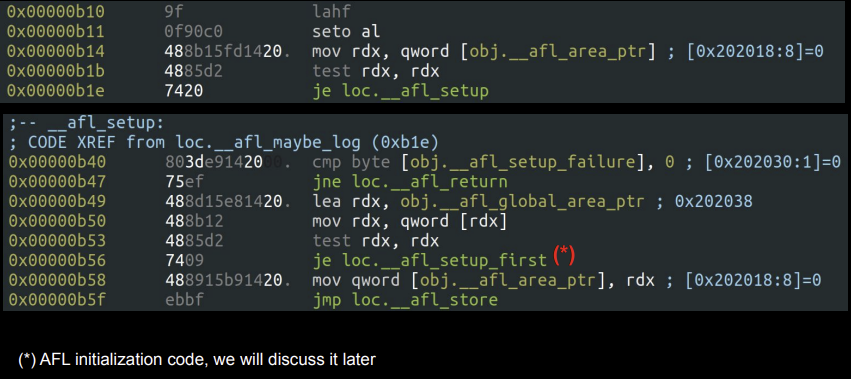 0x00000b10 9f lahf
0x00000b11 0f90c0 seto al
0x00000b14 488b15fd1420. mov rdx, qword [obj.__afl_area_ptr] ; [0x202018:8]=0
0x00000b1b 4885d2 test rdx, rdx
0x00000b1e 7420 je loc.__afl_setup
;-- __afl_setup:
; CODE XREF from loc.__afl_maybe_log (0xb1e)
0x00000b40 803de9142000. cmp byte [obj.__afl_setup_failure], 0 ; [0x202030:1]=0
0x00000b47 75ef jne loc.__afl_return
0x00000b49 488d15e81420. lea rdx, obj.__afl_global_area_ptr ; 0x202038
0x00000b50 488b12 mov rdx, qword [rdx]
0x00000b53 4885d2 test rdx, rdx
0x00000b56 7409 je loc.__afl_setup_first (*)
0x00000b58 488915b91420. mov qword [obj.__afl_area_ptr], rdx ; [0x202018:8]=0
0x00000b5f ebbf jmp loc.__afl_store
(*) AFL initialization code, we will discuss it later